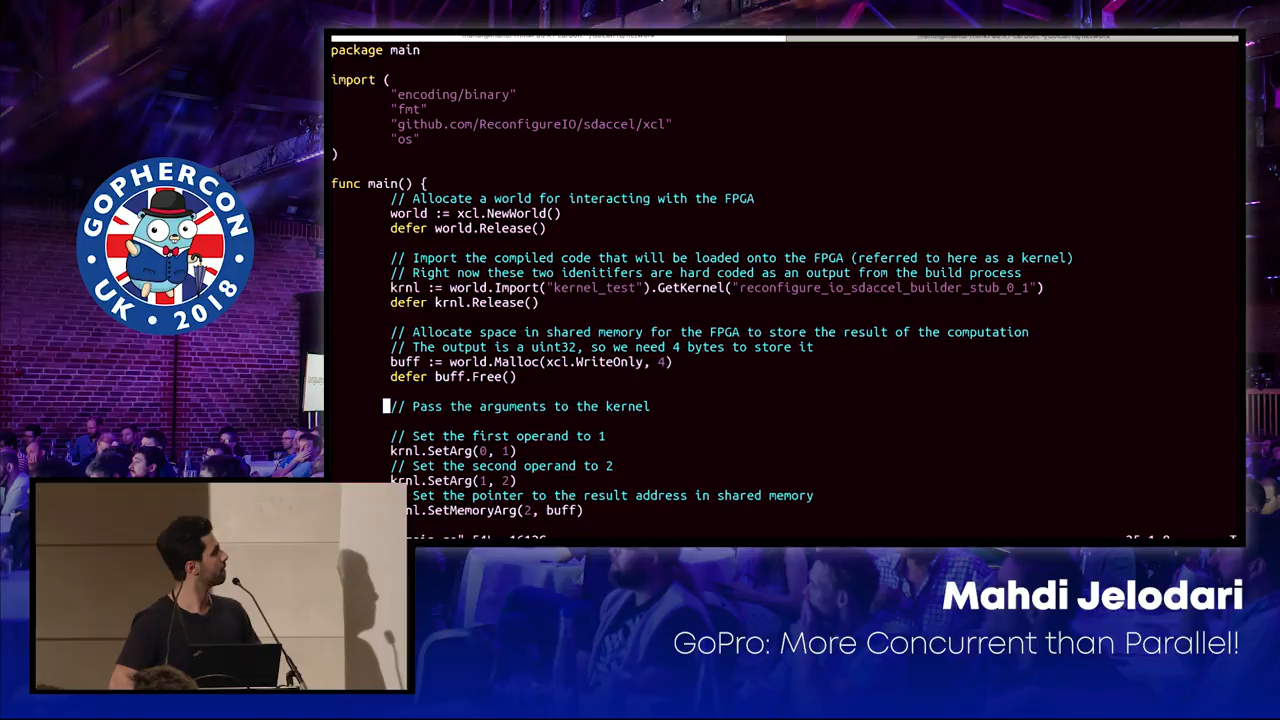 package main
import (
"encoding/binary"
"fmt"
"github.com/ReconfigureIO/sdaccel/xcl"
"os"
)
func main() {
// Allocate a world for interacting with the FPGA
world := xcl.NewWorld()
defer world.Release()
// Import the compiled code that will be loaded onto the FPGA (referred to here as a kernel)
// Right now these two idenitifers are hard coded as an output from the build process
krnl := world.Import("kernel_test").GetKernel("reconfigure_io_sdaccel_builder_stub_0_1")
defer krnl.Release()
// Allocate space in shared memory for the FPGA to store the result of the computation
// The output is a uint32, so we need 4 bytes to store it
buff := world.Malloc(xcl.WriteOnly, 4)
defer buff.Free()
// Pass the arguments to the kernel
// Set the first operand to 1
krnl.SetArg(0, 1)
// Set the second operand to 2
krnl.SetArg(1, 2)
Set the pointer to the result address in shared memory
nl.SetMemoryArg(2, buff)
GOPHERCON
UK • 2018
Mahdi Jelodari
GoPro: More Concurrent than Parallel!